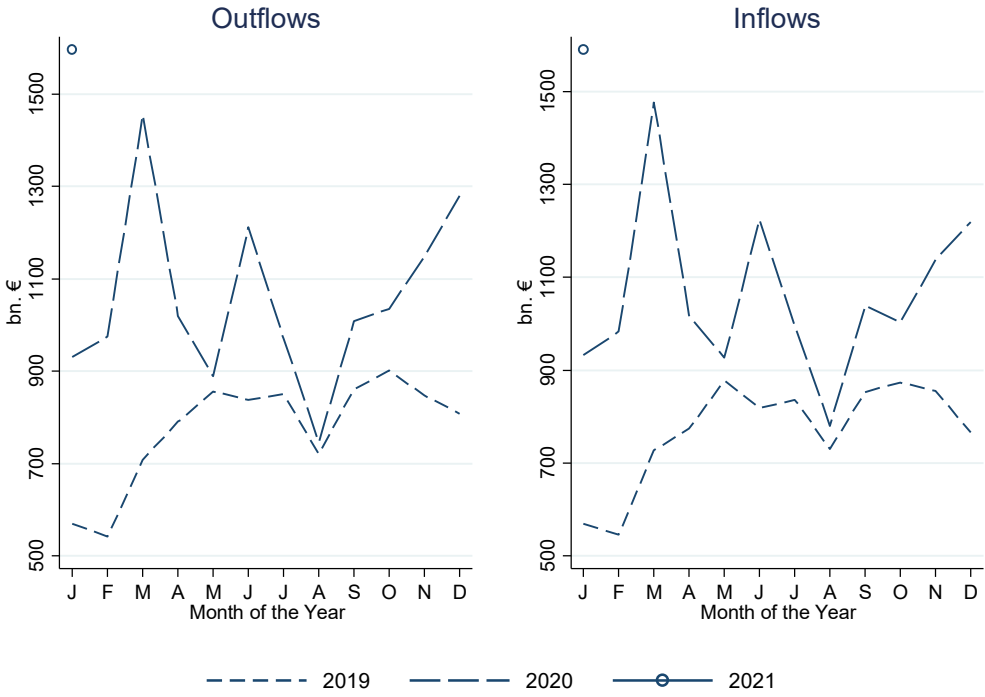 Outflows
Inflows
bn. €
1500
1300
1100
900
700
500
J F M A M J J A S O N D
Month of the Year
bn. €
1500
1300
1100
900
700
500
J F M A M J J A S O N D
Month of the Year
2019 2020 2021